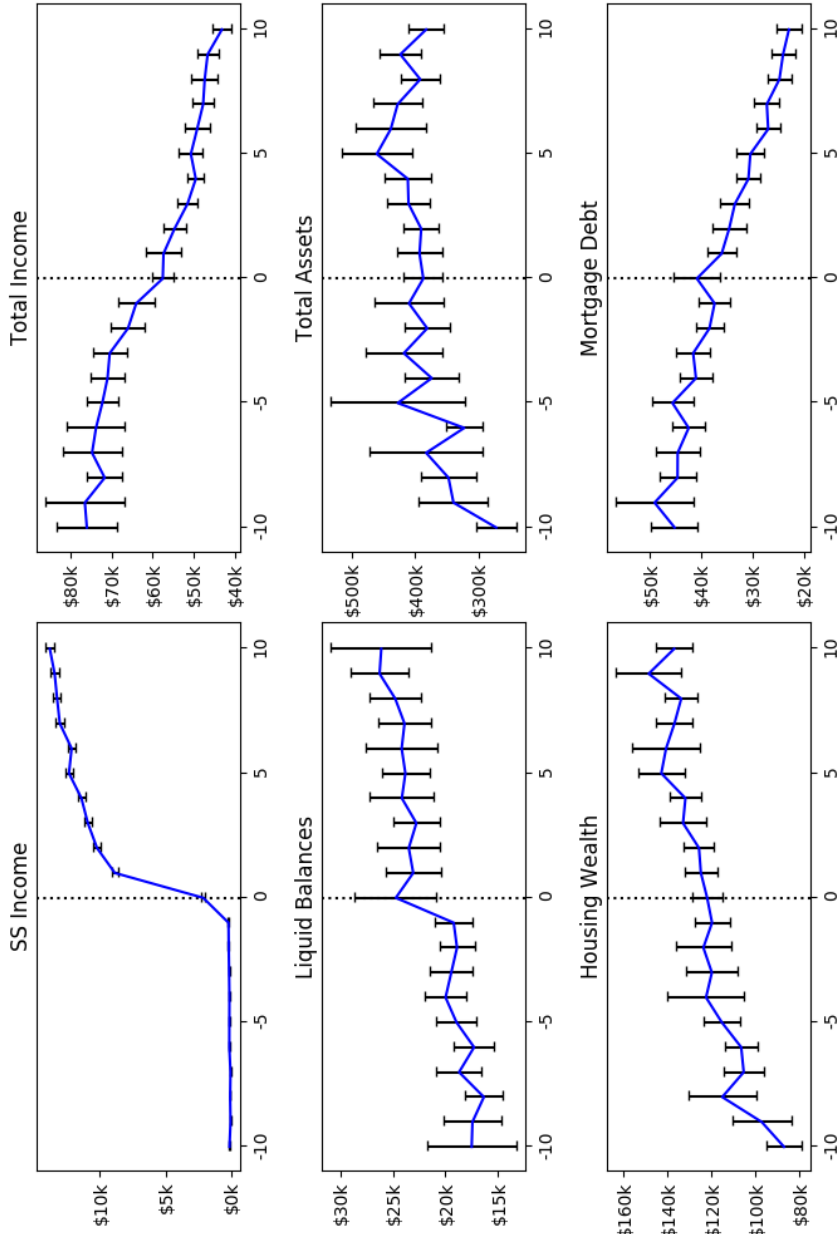 SS Income
$10k
$5k
$0k
-10 -5 0 5 10
Total Income
$80k
$70k
$60k
$50k
$40k
-10 -5 0 5 10
Liquid Balances
$30k
$25k
$20k
$15k
-10 -5 0 5 10
Total Assets
$500k
$400k
$300k
-10 -5 0 5 10
Housing Wealth
$160k
$140k
$120k
$100k
$80k
-10 -5 0 5 10
Mortgage Debt
$50k
$40k
$30k
$20k
-10 -5 0 5 10